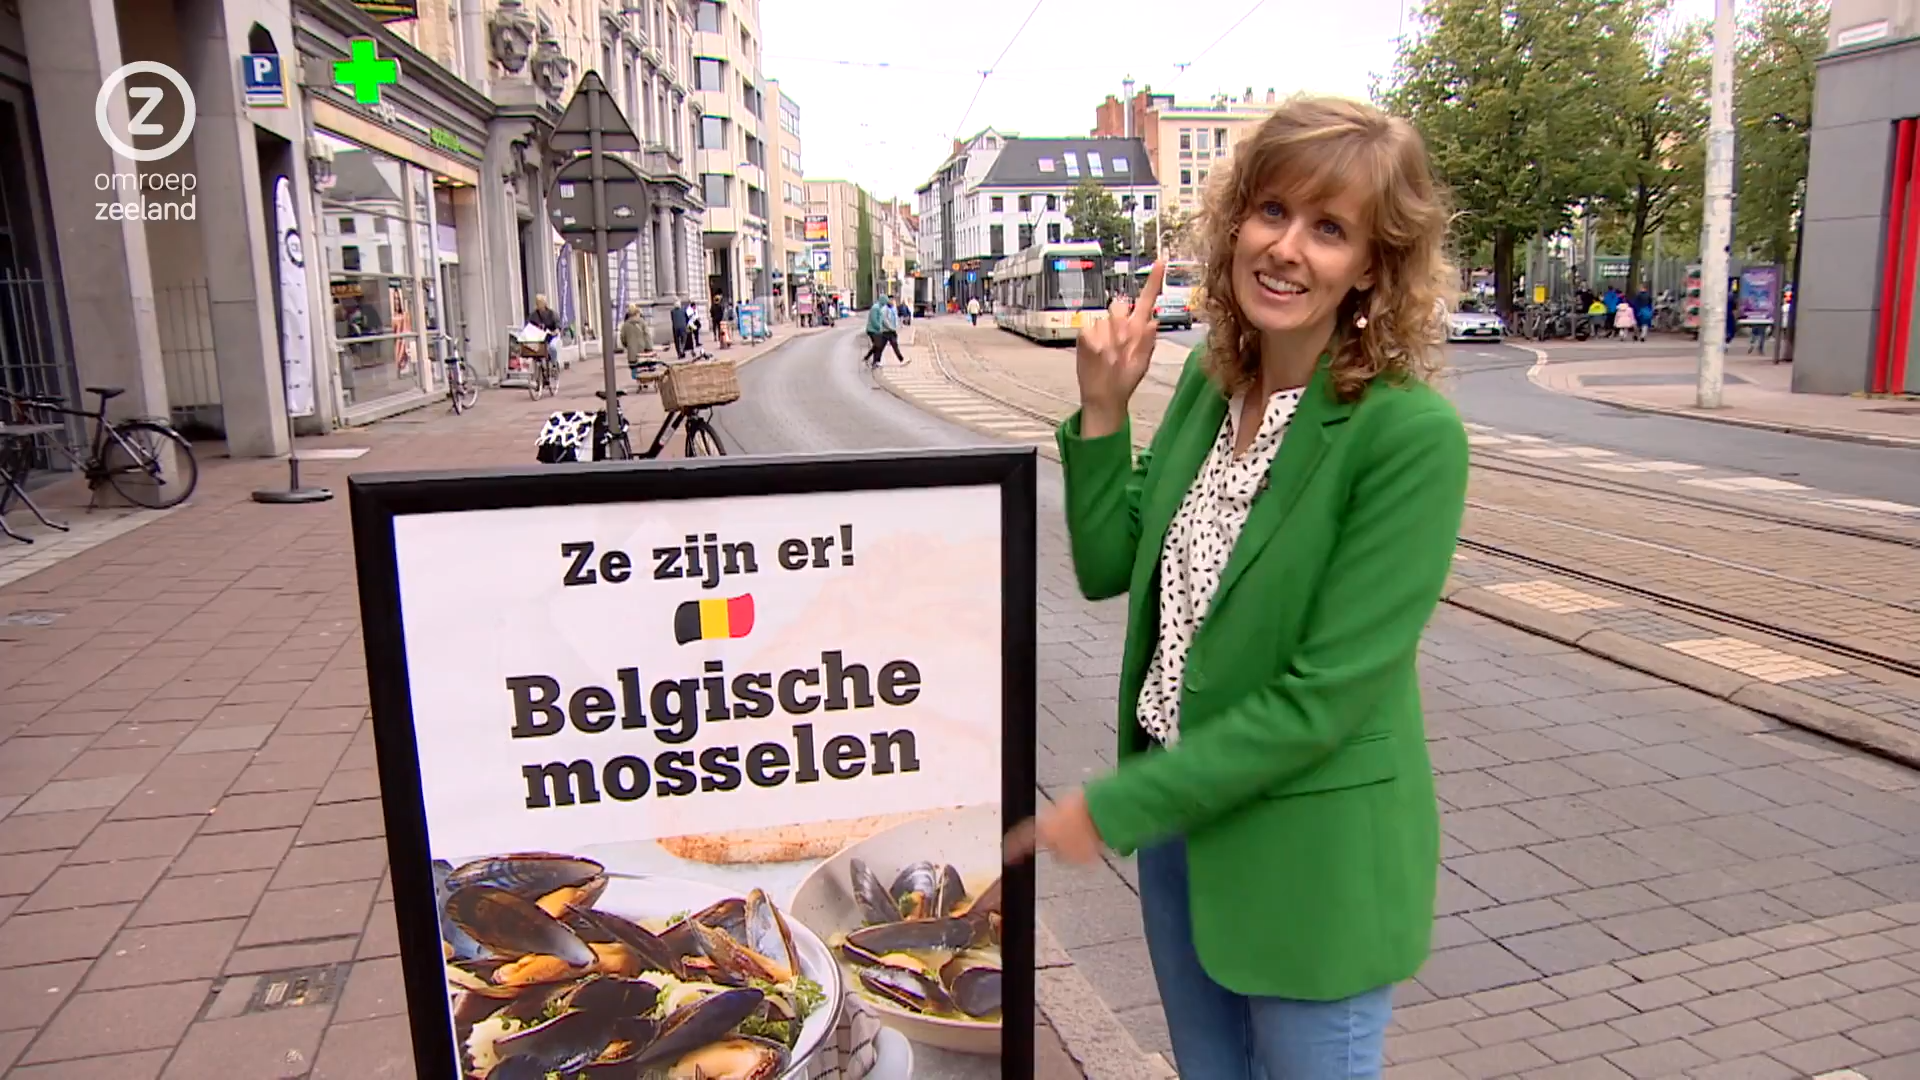 P
Z
omroep
zeeland
Ze zijn er!
Belgische
mosselen
P